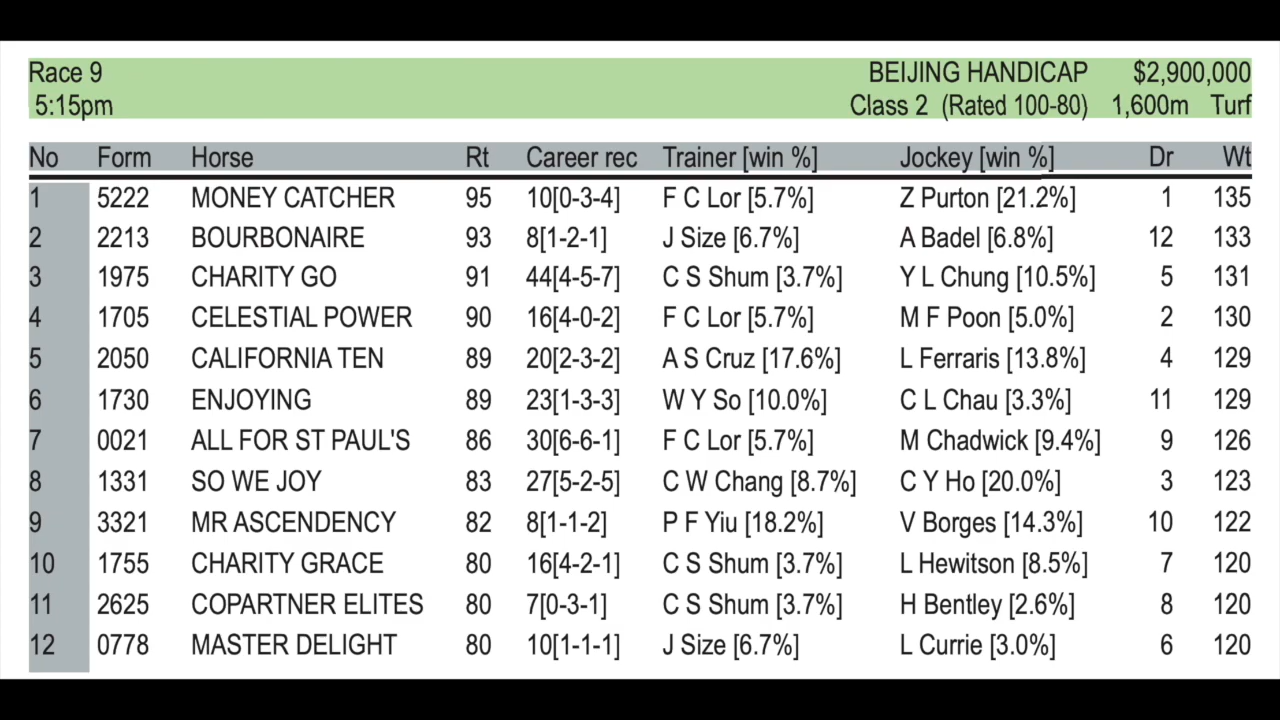 Race 9 BEIJING HANDICAP $2,900,000
5:15pm Class 2 (Rated 100-80) 1,600m Turf
No Form Horse Rt Career rec Trainer [win %] Jockey [win %] Dr Wt
1 5222 MONEY CATCHER 95 10[0-3-4] F C Lor [5.7%] Z Purton [21.2%] 1 135
2 2213 BOURBONAIRE 93 8[1-2-1] J Size [6.7%] A Badel [6.8%] 12 133
3 1975 CHARITY GO 91 44[4-5-7] C S Shum [3.7%] Y L Chung [10.5%] 5 131
4 1705 CELESTIAL POWER 90 16[4-0-2] F C Lor [5.7%] M F Poon [5.0%] 2 130
5 2050 CALIFORNIA TEN 89 20[2-3-2] A S Cruz [17.6%] L Ferraris [13.8%] 4 129
6 1730 ENJOYING 89 23[1-3-3] W Y So [10.0%] C L Chau [3.3%] 11 129
7 0021 ALL FOR ST PAUL'S 86 30[6-6-1] F C Lor [5.7%] M Chadwick [9.4%] 9 126
8 1331 SO WE JOY 83 27[5-2-5] C W Chang [8.7%] C Y Ho [20.0%] 3 123
9 3321 MR ASCENDENCY 82 8[1-1-2] P F Yiu [18.2%] V Borges [14.3%] 10 122
10 1755 CHARITY GRACE 80 16[4-2-1] C S Shum [3.7%] L Hewitson [8.5%] 7 120
11 2625 COPARTNER ELITES 80 7[0-3-1] C S Shum [3.7%] H Bentley [2.6%] 8 120
12 0778 MASTER DELIGHT 80 10[1-1-1] J Size [6.7%] L Currie [3.0%] 6 120